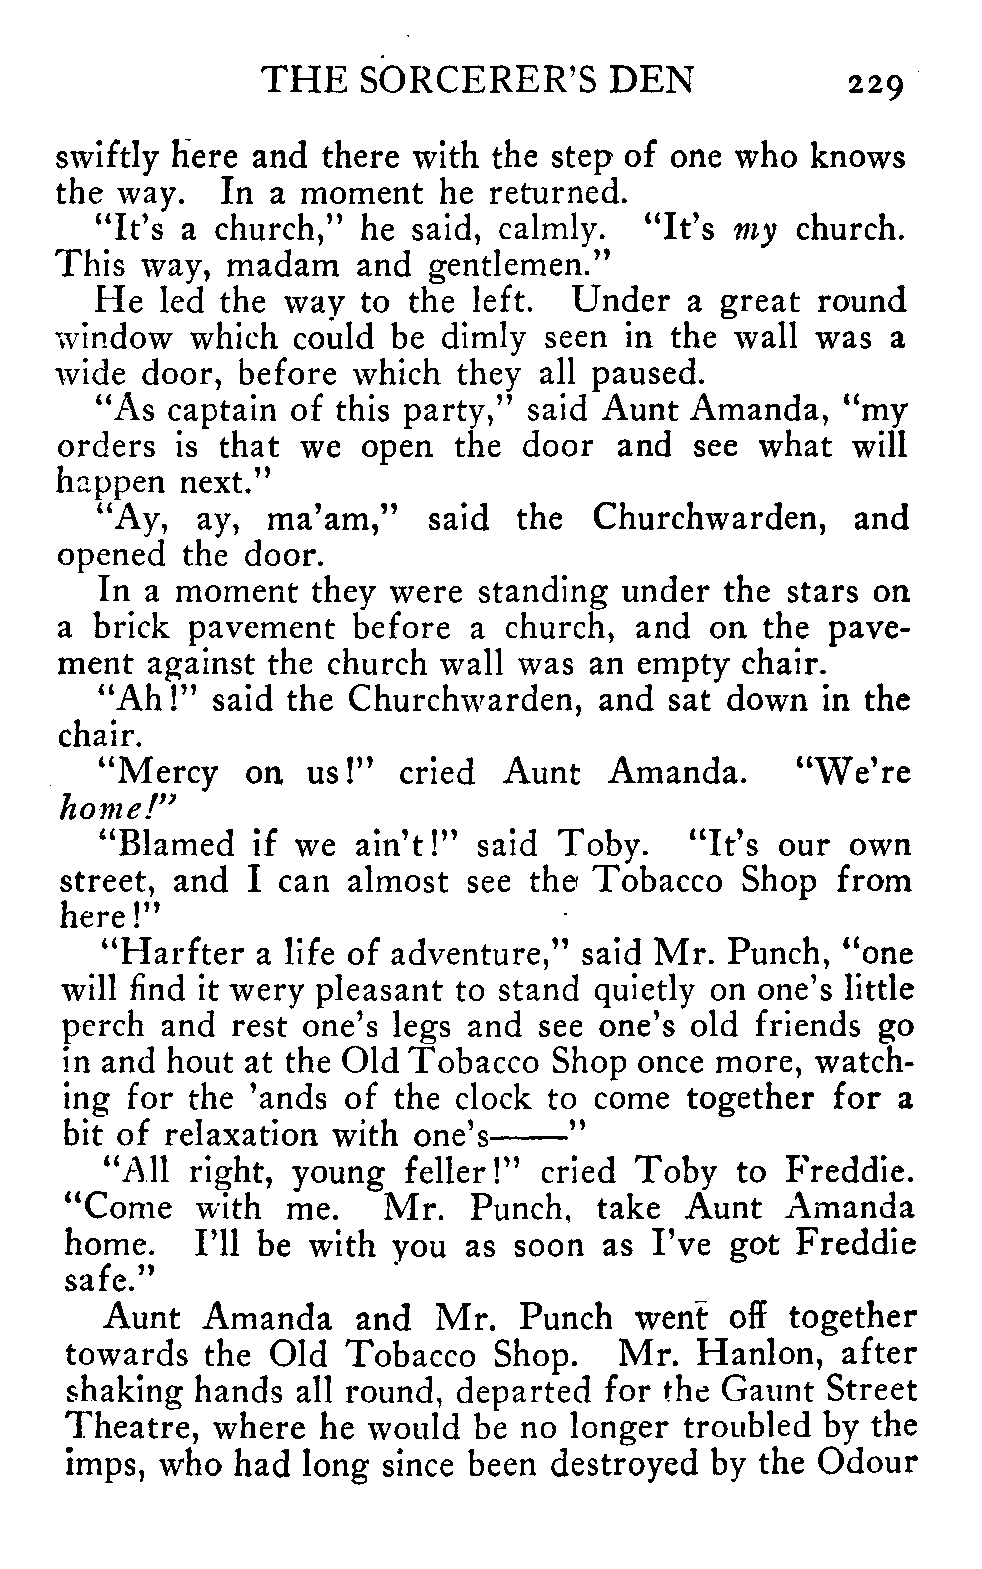 THE SORCERER'S DEN 229
swiftly here and there with the step of one who knows
the way. In a moment he returned.
"It's a church," he said, calmly. "It's my church.
This way, madam and gentlemen."
He led the way to the left. Under a great round
window which could be dimly seen in the wall was a
wide door, before which they all paused.
"As captain of this party," said Aunt Amanda, "my
orders is that we open the door and see what will
happen next."
"Ay, ay, ma'am," said the Churchwarden, and
opened the door.
In a moment they were standing under the stars on
a brick pavement before a church, and on the pave-
ment against the church wall was an empty chair.
"Ah!" said the Churchwarden, and sat down in the
chair.
"Mercy on us!" cried Aunt Amanda. "We're
home!"
"Blamed if we ain't!" said Toby. "It's our own
street, and I can almost see the Tobacco Shop from
here!"
"Harfter a life of adventure," said Mr. Punch, "one
will find it wery pleasant to stand quietly on one's little
perch and rest one's legs and see one's old friends go
in and hout at the Old Tobacco Shop once more, watch-
ing for the 'ands of the clock to come together for a
bit of relaxation with one's——"
"All right, young feller!" cried Toby to Freddie.
"Come with me. Mr. Punch, take Aunt Amanda
home. I'll be with you as soon as I've got Freddie
safe."
Aunt Amanda and Mr. Punch went off together
towards the Old Tobacco Shop. Mr. Hanlon, after
shaking hands all round, departed for the Gaunt Street
Theatre, where he would be no longer troubled by the
imps, who had long since been destroyed by the Odour